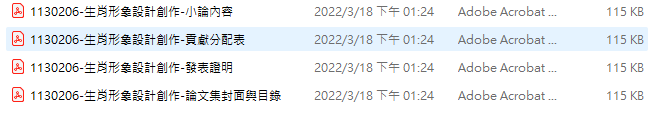 1130206-生肖形象設計創作-小論內容 2022/3/18 下午 01:24 Adobe Acrobat ... 115 KB
1130206-生肖形象設計創作-貢獻分配表 2022/3/18 下午 01:24 Adobe Acrobat ... 115 KB
1130206-生肖形象設計創作-發表證明 2022/3/18 下午 01:24 Adobe Acrobat ... 115 KB
1130206-生肖形象設計創作-論文集封面與目錄 2022/3/18 下午 01:24 Adobe Acrobat ... 115 KB